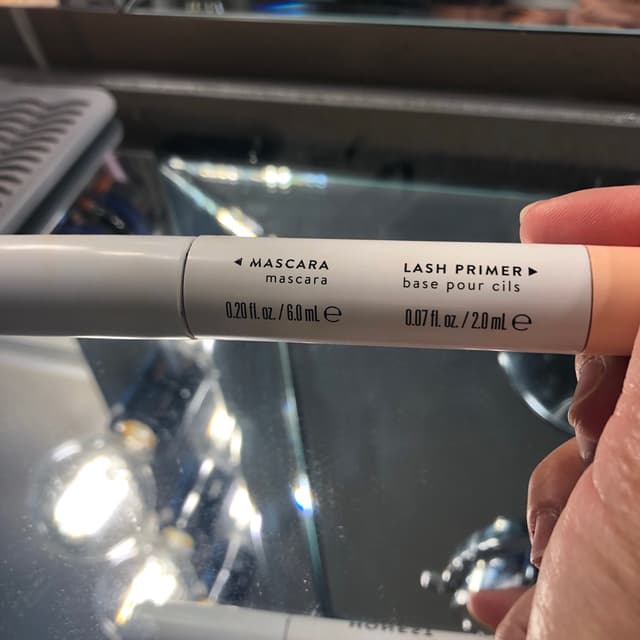 ◄ MASCARA
mascara
0.20 fl. oz. / 6.0 mL ℮
LASH PRIMER ►
base pour cils
0.07 fl. oz. / 2.0 mL ℮
HONEST